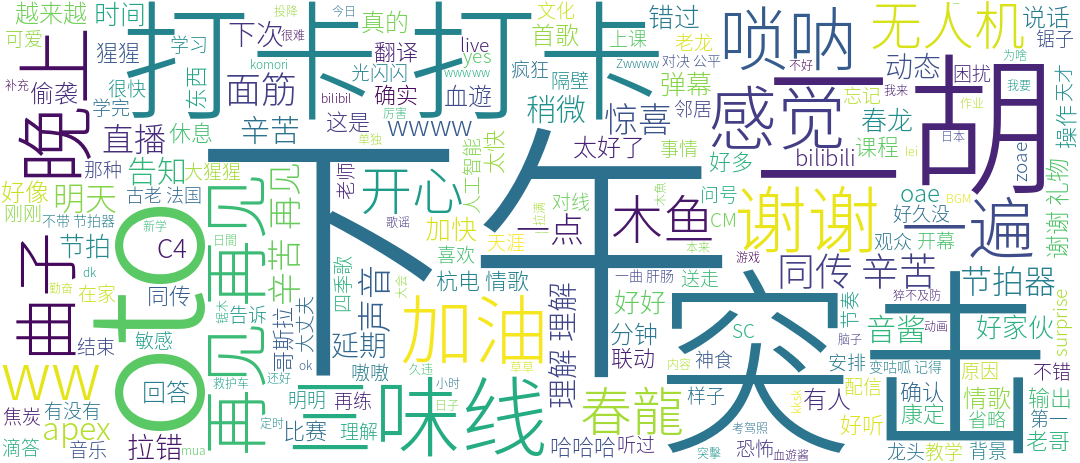 越来越 时间 打卡打卡 投降 今日 真的 文化 错过 唢呐 无人机 说话
可爱 猩猩 学习 下次 很难 翻译 live 首歌 上课 老龙 锯子
补充 偷袭 很快 东西 komori 光闪闪 yes 疯狂 对决 公平 动态 困扰 为啥
晚上 学完 面筋 bilibil 确实 血遊 wwwww 隔壁 Zwwww 弹幕 感觉 不好 我来 我要 天才
直播 休息 辛苦 这是 厉害 wwww 稍微 惊喜 邻居 忘记 作业 胡 操作
那种 告知 大猩猩 单独 太快 太好了 事情 好多 bilibili 春龙 课程 日本 lei zoae
好像 明天 古老 法国 再见 老师 开心 人工智能 对线 木魚 问号 谢谢 一 oae BGM 礼物
刚刚 不带 节拍器 下午 歌谣 加快 喜欢 一点 拉满 木鱼 CM 好久没 遍 谢谢
曲子 节拍 C4 oto 新学 再见 再见 辛苦 四季歌 声音 天涯 本来 游戏 观众 开幕
dk 日間 大会 杭电 情歌 一曲 肝肠 送走 同传 辛苦 猝不及防 节拍器 surprise
勤奋 在家 同传 锯木 告诉 哥斯拉 大丈夫 延期 加油 理解 理解 好好 分钟 SC 节奏 音酱 动画 好家伙
敏感 结束 ok 嗷嗷 久违 草草 联动 内容 神食 突出 脑子 安排 变咕呱 记得 不错
ww 回答 救护车 还好 三 明明 小时 味线 哈哈哈 春龍 样子 kksk 配信 确认 原因 情歌 输出
焦炭 有没有 apex 定时 比赛 再练 日子 理解 听过 考驾照 有人 好听 康定 省略 第一
滴答 音乐 拉错 mua 突擊 恐怖 血遊酱 龙头 教学 背景 老哥